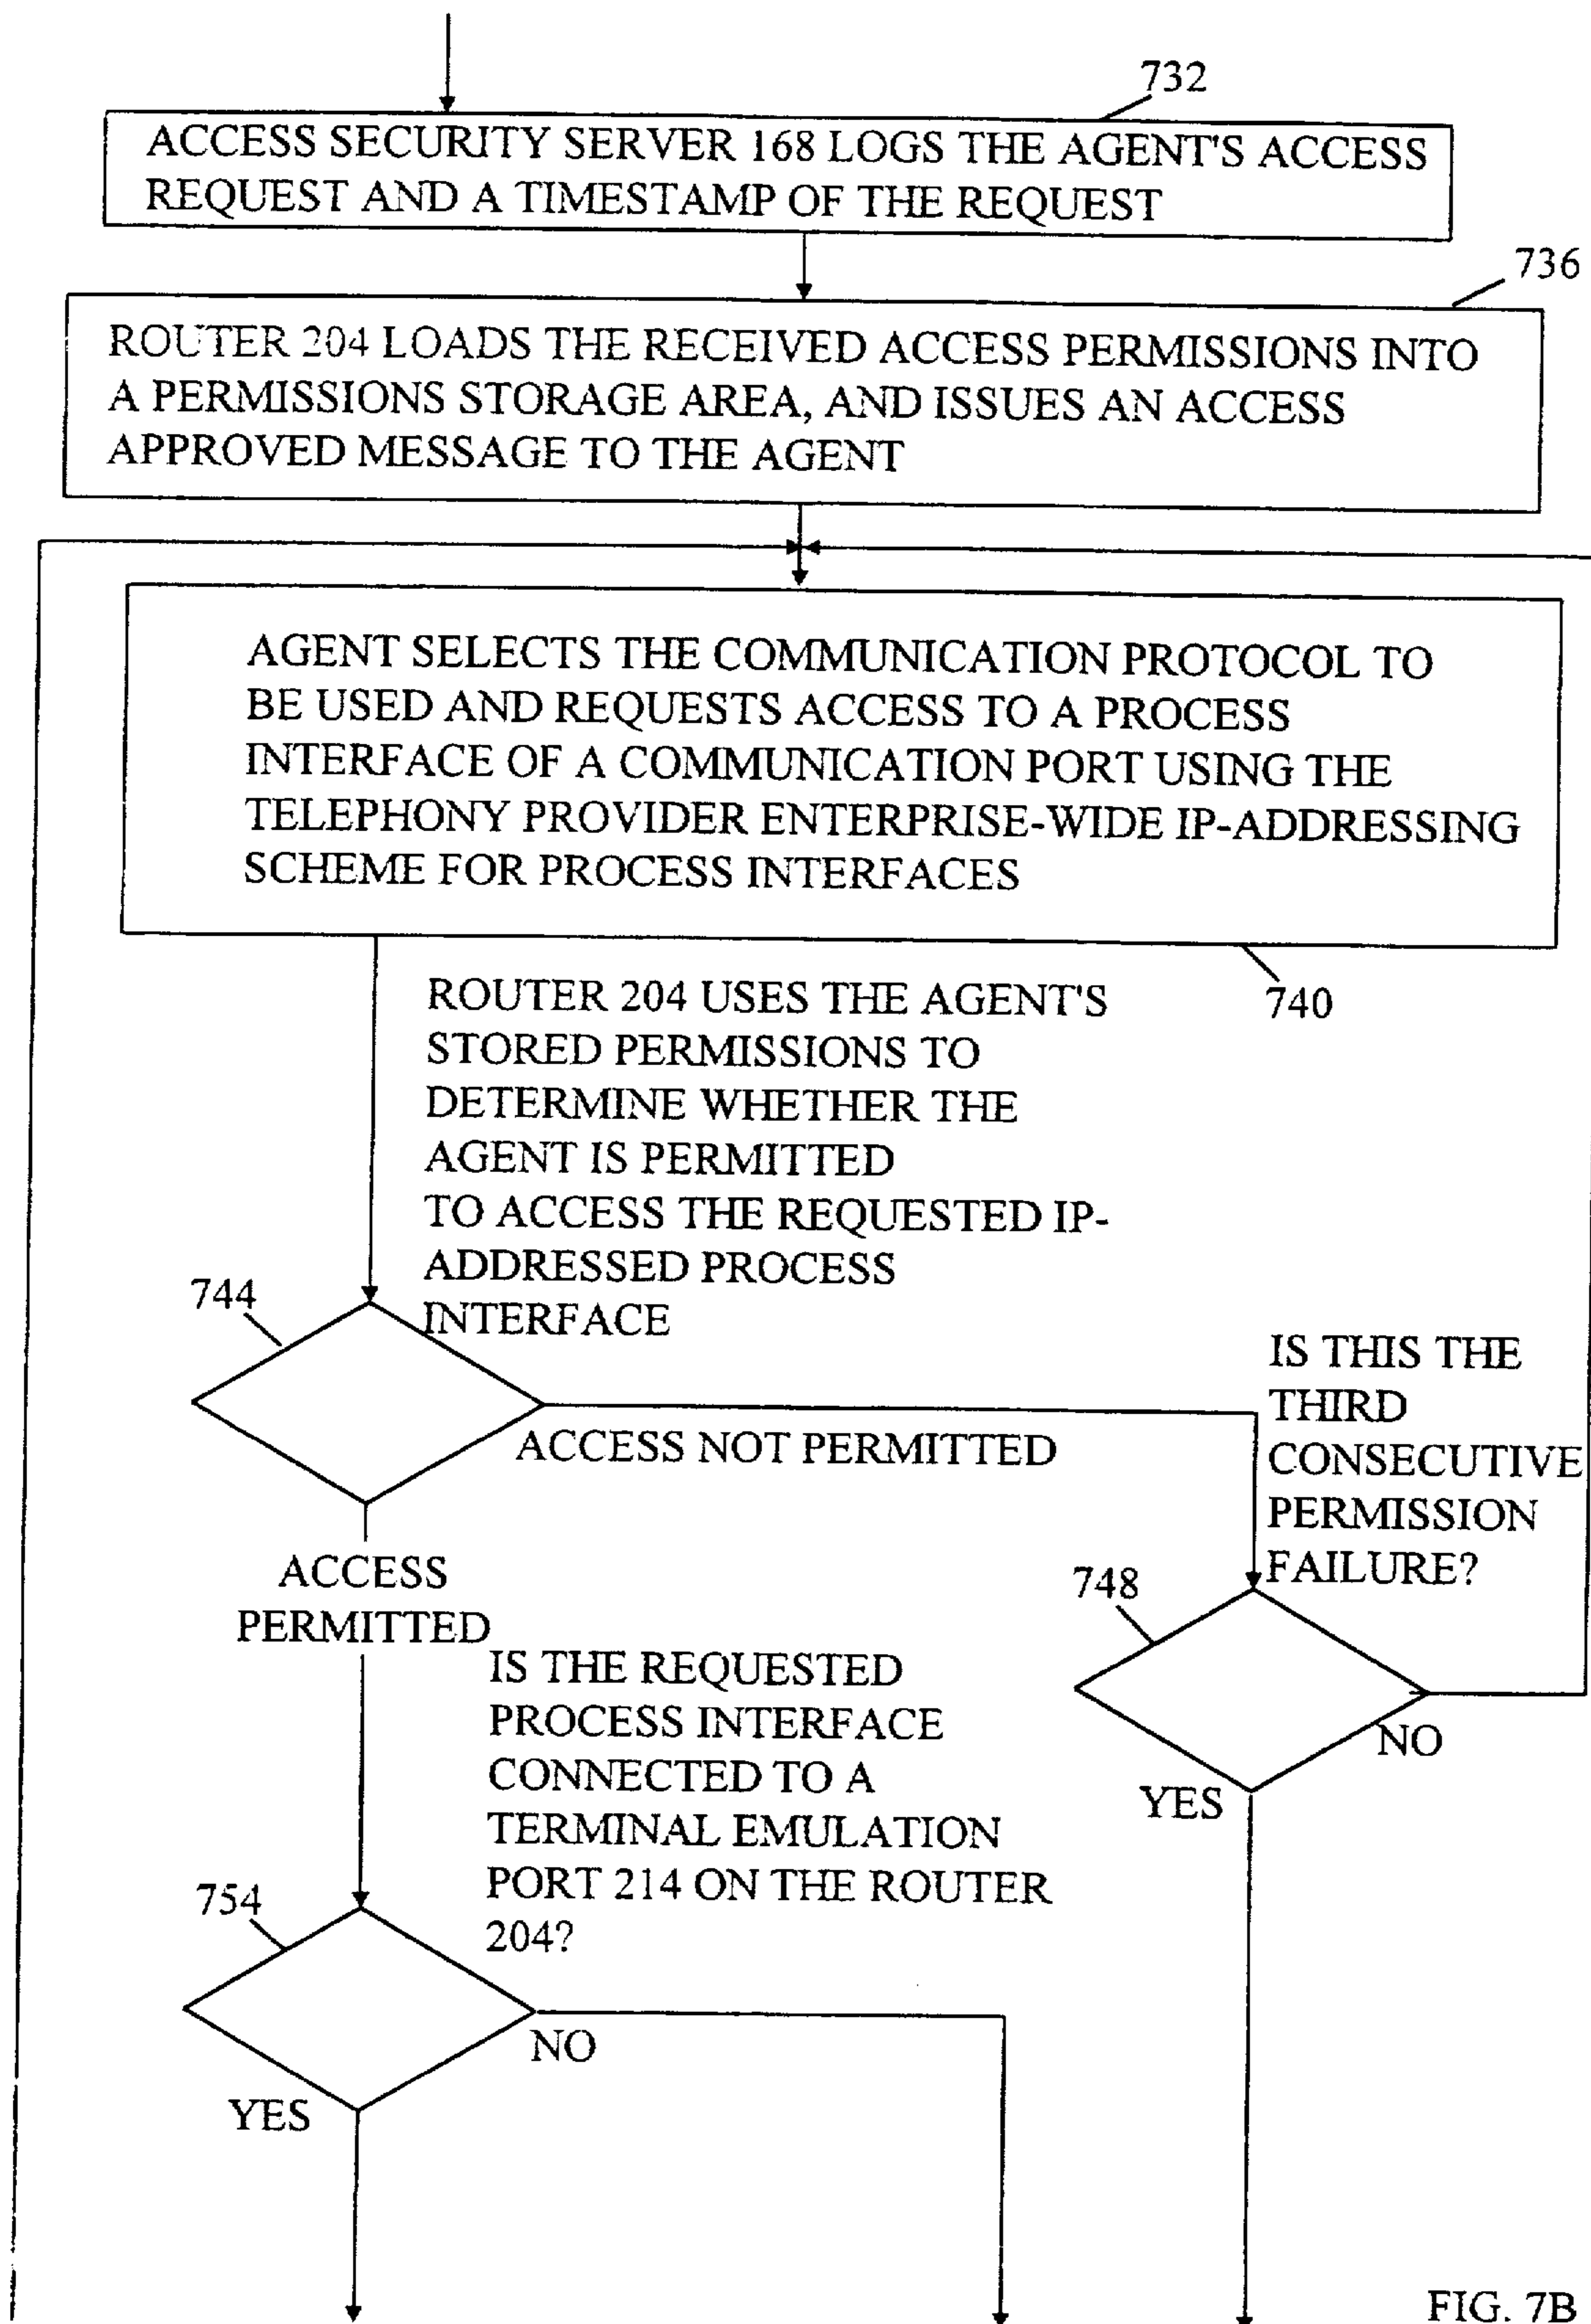 732
ACCESS SECURITY SERVER 168 LOGS THE AGENT'S ACCESS
REQUEST AND A TIMESTAMP OF THE REQUEST
736
ROUTER 204 LOADS THE RECEIVED ACCESS PERMISSIONS INTO
A PERMISSIONS STORAGE AREA, AND ISSUES AN ACCESS
APPROVED MESSAGE TO THE AGENT
AGENT SELECTS THE COMMUNICATION PROTOCOL TO
BE USED AND REQUESTS ACCESS TO A PROCESS
INTERFACE OF A COMMUNICATION PORT USING THE
TELEPHONY PROVIDER ENTERPRISE-WIDE IP-ADDRESSING
SCHEME FOR PROCESS INTERFACES
740
ROUTER 204 USES THE AGENT'S
STORED PERMISSIONS TO
DETERMINE WHETHER THE
AGENT IS PERMITTED
TO ACCESS THE REQUESTED IP-
ADDRESSED PROCESS
INTERFACE
744
ACCESS NOT PERMITTED
IS THIS THE
THIRD
CONSECUTIVE
PERMISSION
FAILURE?
748
ACCESS
PERMITTED
NO
YES
IS THE REQUESTED
PROCESS INTERFACE
CONNECTED TO A
TERMINAL EMULATION
PORT 214 ON THE ROUTER
204?
754
NO
YES
FIG. 7B